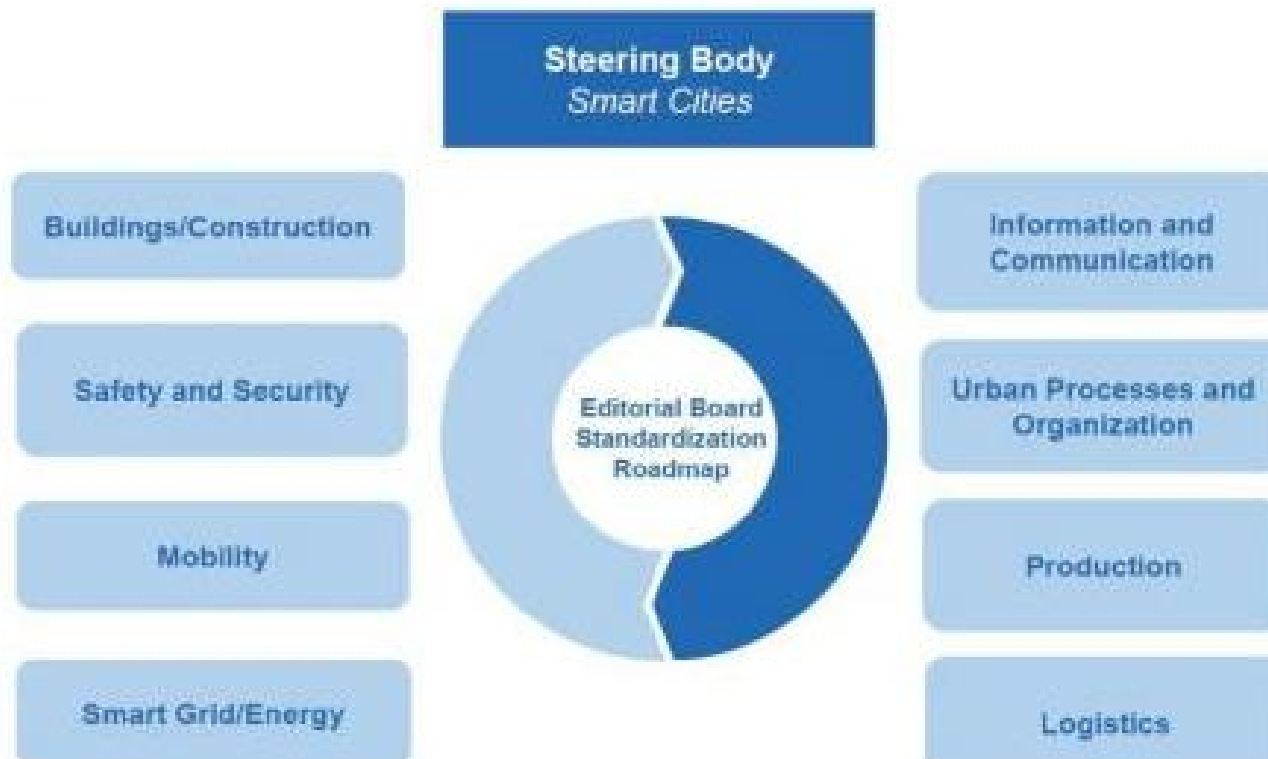 Steering Body
Smart Cities
Buildings/Construction
Safety and Security
Mobility
Smart Grid/Energy
Editorial Board
Standardization
Roadmap
Information and
Communication
Urban Processes and
Organization
Production
Logistics